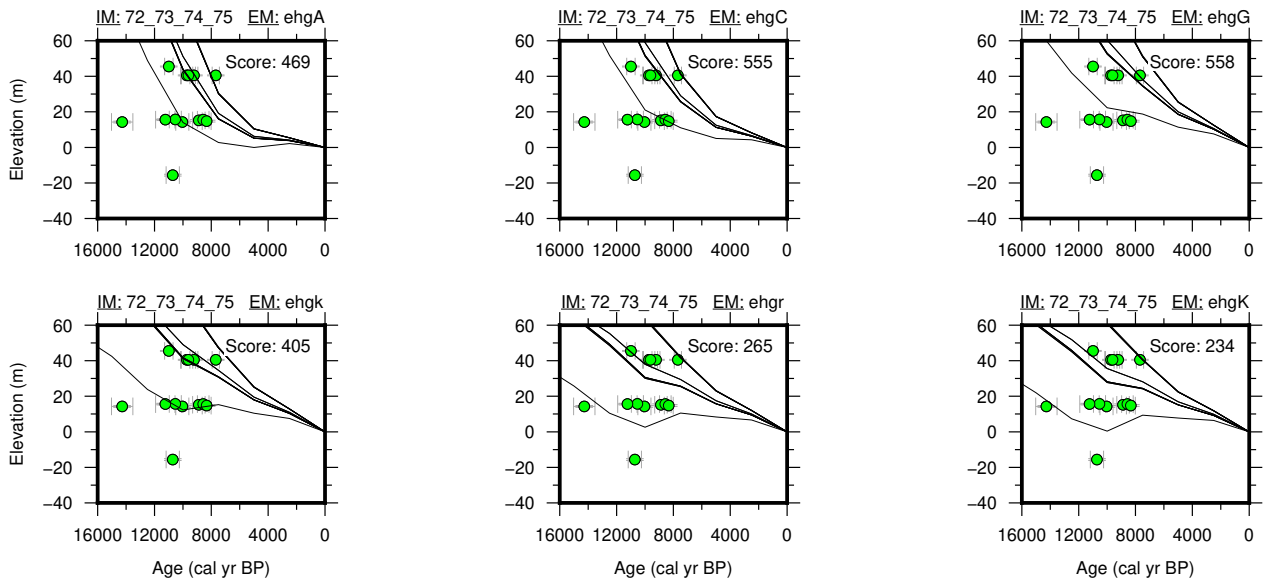 IM: 72_73_74_75 EM: ehgA
IM: 72_73_74_75 EM: ehgC
IM: 72_73_74_75 EM: ehgG
60
40
20
0
−20
−40
Elevation (m)
Score: 469
16000 12000 8000 4000 0
60
40
20
0
−20
−40
Score: 555
16000 12000 8000 4000 0
60
40
20
0
−20
−40
Score: 558
16000 12000 8000 4000 0
IM: 72_73_74_75 EM: ehgk
IM: 72_73_74_75 EM: ehgr
IM: 72_73_74_75 EM: ehgK
60
40
20
0
−20
−40
Elevation (m)
Score: 405
16000 12000 8000 4000 0
Age (cal yr BP)
60
40
20
0
−20
−40
Score: 265
16000 12000 8000 4000 0
Age (cal yr BP)
60
40
20
0
−20
−40
Score: 234
16000 12000 8000 4000 0
Age (cal yr BP)